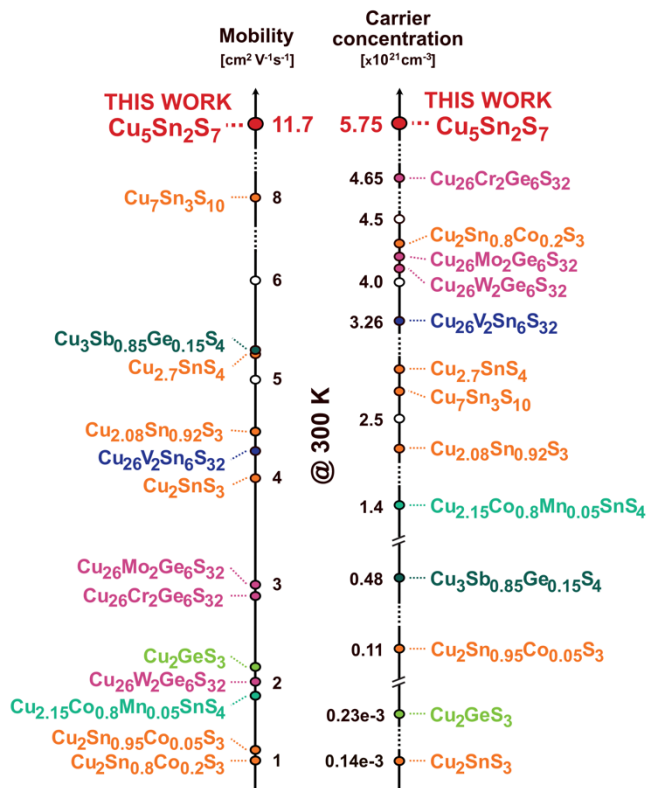 Mobility
[cm² V⁻¹s⁻¹]
THIS WORK
Cu₅Sn₂S₇
11.7
Cu₇Sn₃S₁₀
8
6
Cu₃Sb₀.₈₅Ge₀.₁₅S₄
Cu₂.₇SnS₄
5
Cu₂.₀₈Sn₀.₉₂S₃
Cu₂₆V₂Sn₆S₃₂
Cu₂SnS₃
4
Cu₂₆Mo₂Ge₆S₃₂
3
Cu₂₆Cr₂Ge₆S₃₂
Cu₂GeS₃
Cu₂₆W₂Ge₆S₃₂
2
Cu₂.₁₅Co₀.₈Mn₀.₀₅SnS₄
Cu₂Sn₀.₉₅Co₀.₀₅S₃
Cu₂Sn₀.₈Co₀.₂S₃
1
@ 300 K
Carrier
concentration
[x10²¹cm⁻³]
THIS WORK
5.75
Cu₅Sn₂S₇
4.65
Cu₂₆Cr₂Ge₆S₃₂
4.5
Cu₂Sn₀.₈Co₀.₂S₃
Cu₂₆Mo₂Ge₆S₃₂
Cu₂₆W₂Ge₆S₃₂
4.0
3.26
Cu₂₆V₂Sn₆S₃₂
Cu₂.₇SnS₄
Cu₇Sn₃S₁₀
2.5
Cu₂.₀₈Sn₀.₉₂S₃
1.4
Cu₂.₁₅Co₀.₈Mn₀.₀₅SnS₄
0.48
Cu₃Sb₀.₈₅Ge₀.₁₅S₄
0.11
Cu₂Sn₀.₉₅Co₀.₀₅S₃
0.23e-3
Cu₂GeS₃
0.14e-3
Cu₂SnS₃